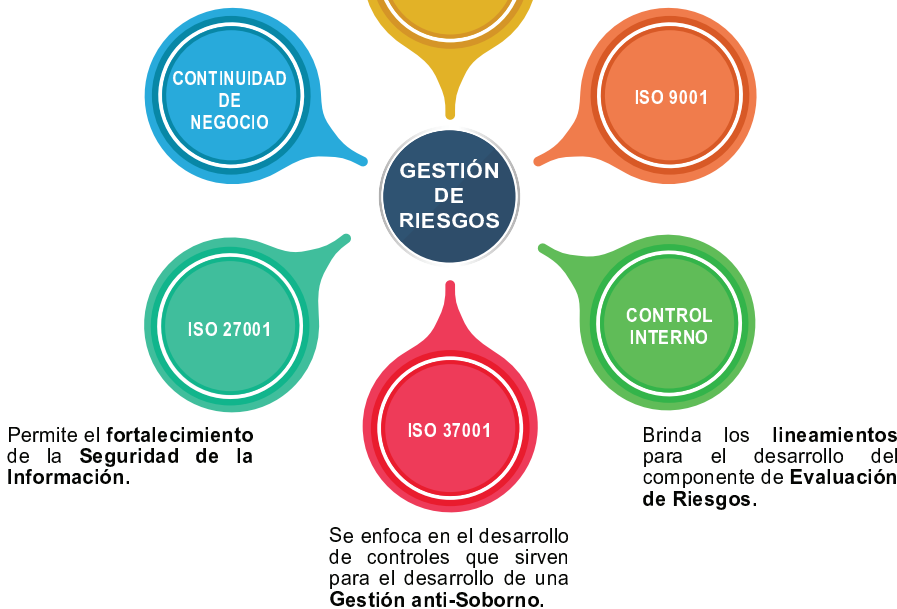 CONTINUIDAD
DE
NEGOCIO
ISO 9001
GESTIÓN
DE
RIESGOS
ISO 27001
CONTROL
INTERNO
ISO 37001
Permite el fortalecimiento
de la Seguridad de la
Información.
Brinda los lineamientos
para el desarrollo del
componente de Evaluación
de Riesgos.
Se enfoca en el desarrollo
de controles que sirven
para el desarrollo de una
Gestión anti-Soborno.